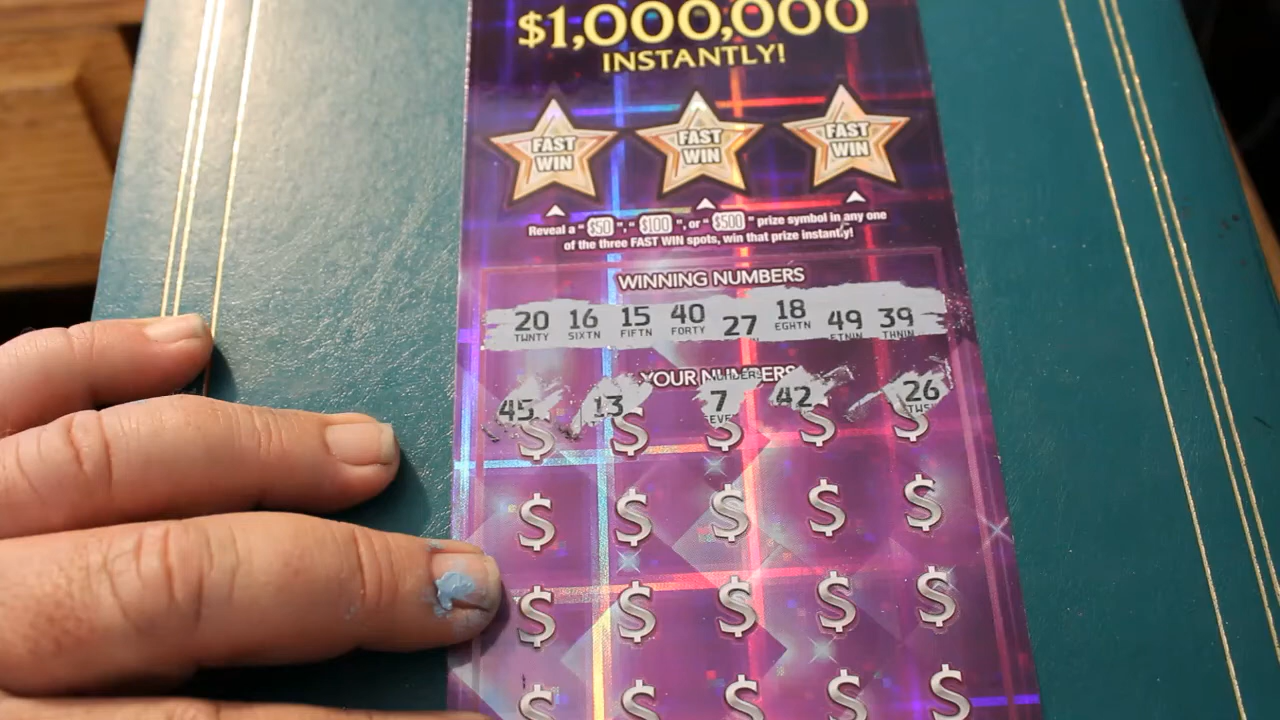 $1,000,000
INSTANTLY!
FAST WIN FAST WIN FAST WIN
Reveal a "$50", "$100", or "$500" prize symbol in any one
of the three FAST WIN spots, win that prize instantly!
WINNING NUMBERS
20 16 15 40 27 18 49 39
TWNTY SIXTN FIFTN FORTY EGHTN
YOUR NUMBERS
45 13 7 42 26
$ $ $ $ $
$ $ $ $ $
$ $ $ $ $
$ $ $ $ $